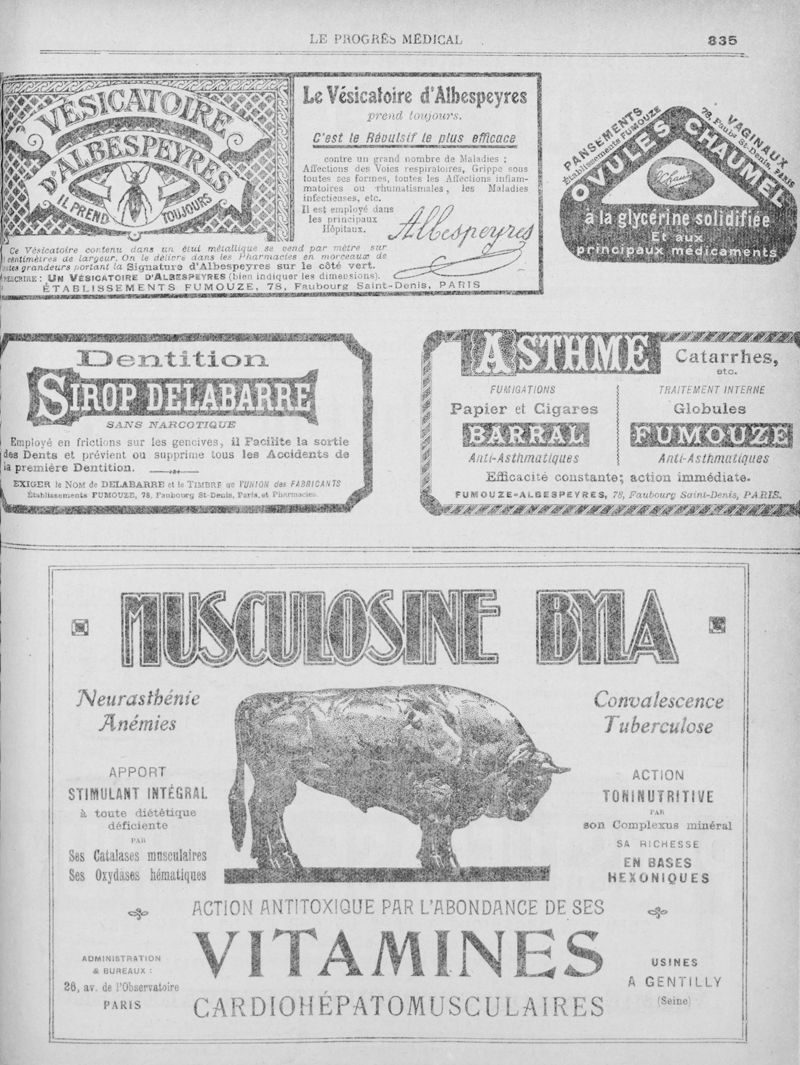 LE PROGRÈS MÉDICAL
835
VÉSICATOIRE
D'ALBESPEYRES
IL PREND TOUJOURS
Le Vésicatoire d'Albespeyres
prend toujours.
C'est le Révulsif le plus efficace
contre un grand nombre de Maladies :
Affections des Voies respiratoires, Grippe sous
toutes ses formes, toutes les Affections inflam-
matoires ou rhumatismales, les Maladies
infectieuses, etc.
Il est employé dans
les principaux
Hôpitaux.
Albespeyres
Ce Vésicatoire contenu dans un étui métallique se vend par mètre sur
centimètres de largeur. On le délivre dans les Pharmacies en morceaux de
grandeurs portant la Signature d'Albespeyres sur le côté vert.
UN VÉSICATOIRE D'ALBESPEYRES (bien indiquer les dimensions).
ÉTABLISSEMENTS FUMOUZE, 78, Faubourg Saint-Denis, PARIS
PANSEMENTS VAGINAUX
Établissements FUMOUZE 78, Faubg St-Denis, PARIS
OVULES CHAUMEL
à la glycérine solidifiée
Et aux
principaux médicaments
Dentition
SIROP DELABARRE
SANS NARCOTIQUE
Employé en frictions sur les gencives, il Facilite la sortie
des Dents et prévient ou supprime tous les Accidents de
la première Dentition.
EXIGER le NOM de DELABARRE et le TIMBRE de l'UNION des FABRICANTS
Établissements FUMOUZE, 78, Faubourg St-Denis, Paris, et Pharmacies.
ASTHME
Catarrhes,
etc.
FUMIGATIONS
Papier et Cigares
BARRAL
Anti-Asthmatiques
TRAITEMENT INTERNE
Globules
FUMOUZE
Anti-Asthmatiques
Efficacité constante; action immédiate.
FUMOUZE-ALBESPEYRES, 78, Faubourg Saint-Denis, PARIS.
MUSCULOSINE BYLA
Neurasthénie
Anémies
Convalescence
Tuberculose
APPORT
STIMULANT INTÉGRAL
à toute diététique
déficiente
PAR
Ses Catalases musculaires
Ses Oxydases hématiques
ACTION
TONINUTRITIVE
PAR
son Complexus minéral
SA RICHESSE
EN BASES
HEXONIQUES
ACTION ANTITOXIQUE PAR L'ABONDANCE DE SES
VITAMINES
CARDIOHÉPATOMUSCULAIRES
ADMINISTRATION
& BUREAUX :
26, av. de l'Observatoire
PARIS
USINES
A GENTILLY
(Seine)